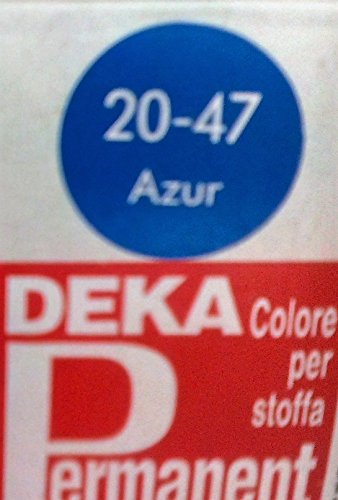 20-47
Azur
DEKA
Colore
per
stoffa
Permanent